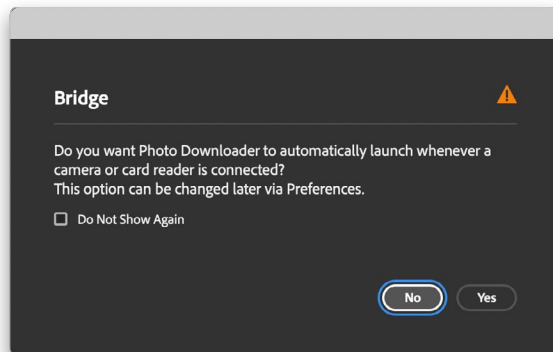 Bridge
Do you want Photo Downloader to automatically launch whenever a
camera or card reader is connected?
This option can be changed later via Preferences.
Do Not Show Again
No Yes